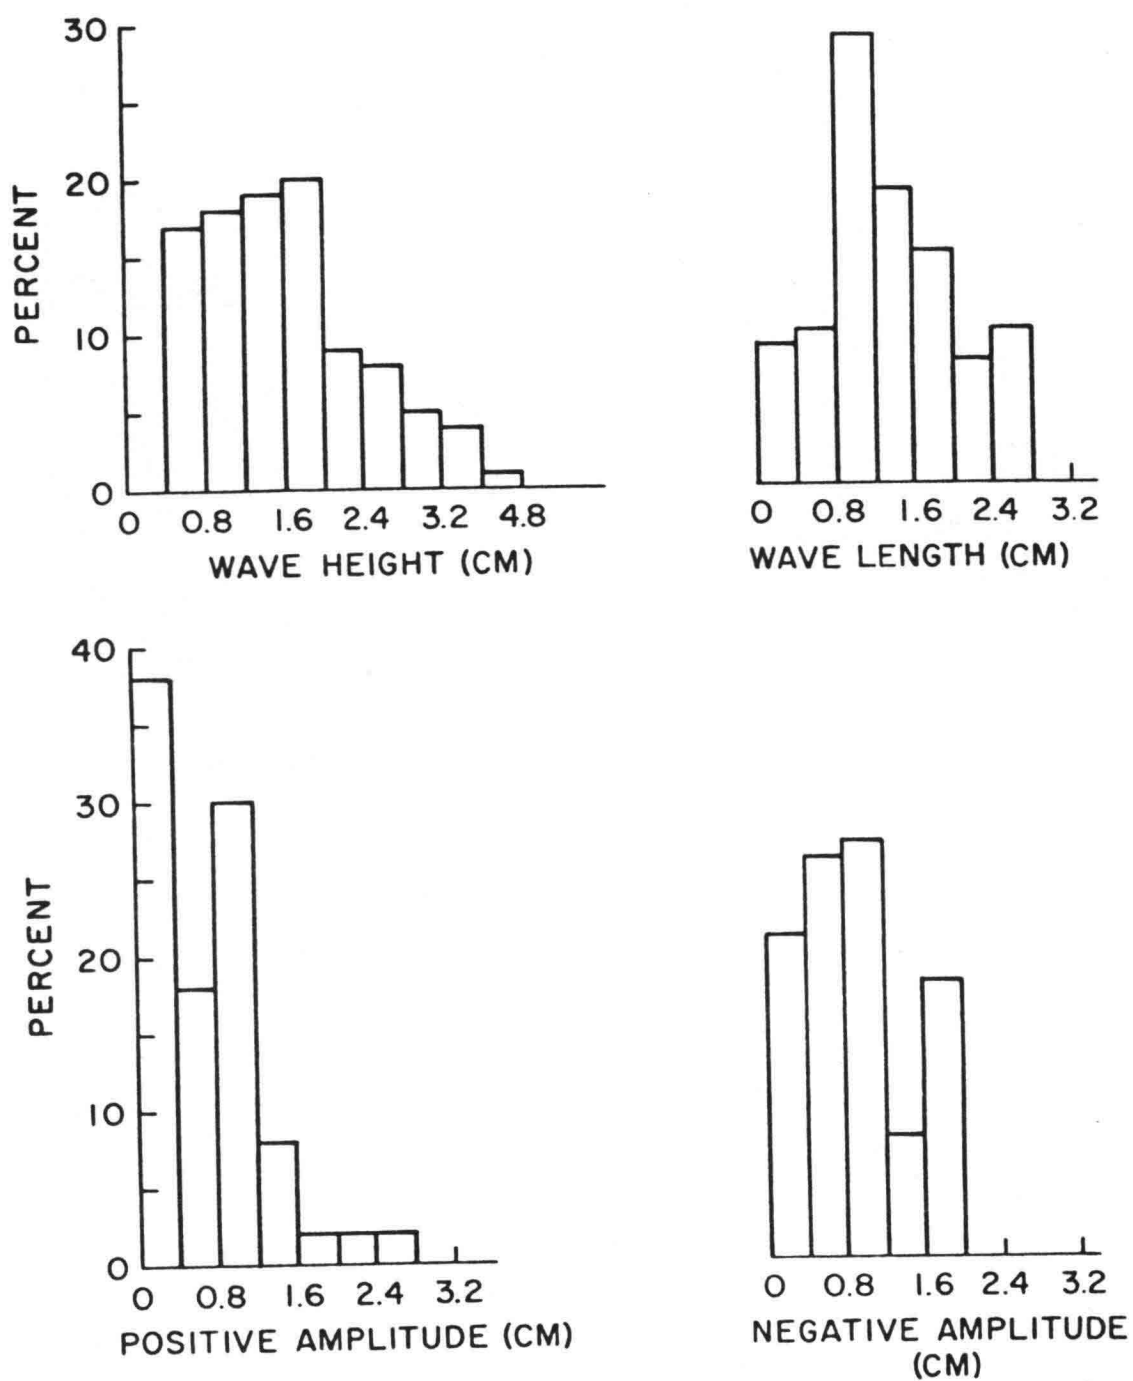 30
20
10
0
PERCENT
0 0.8 1.6 2.4 3.2 4.8
WAVE HEIGHT (CM)
0 0.8 1.6 2.4 3.2
WAVE LENGTH (CM)
40
30
20
10
0
PERCENT
0 0.8 1.6 2.4 3.2
POSITIVE AMPLITUDE (CM)
0 0.8 1.6 2.4 3.2
NEGATIVE AMPLITUDE
(CM)